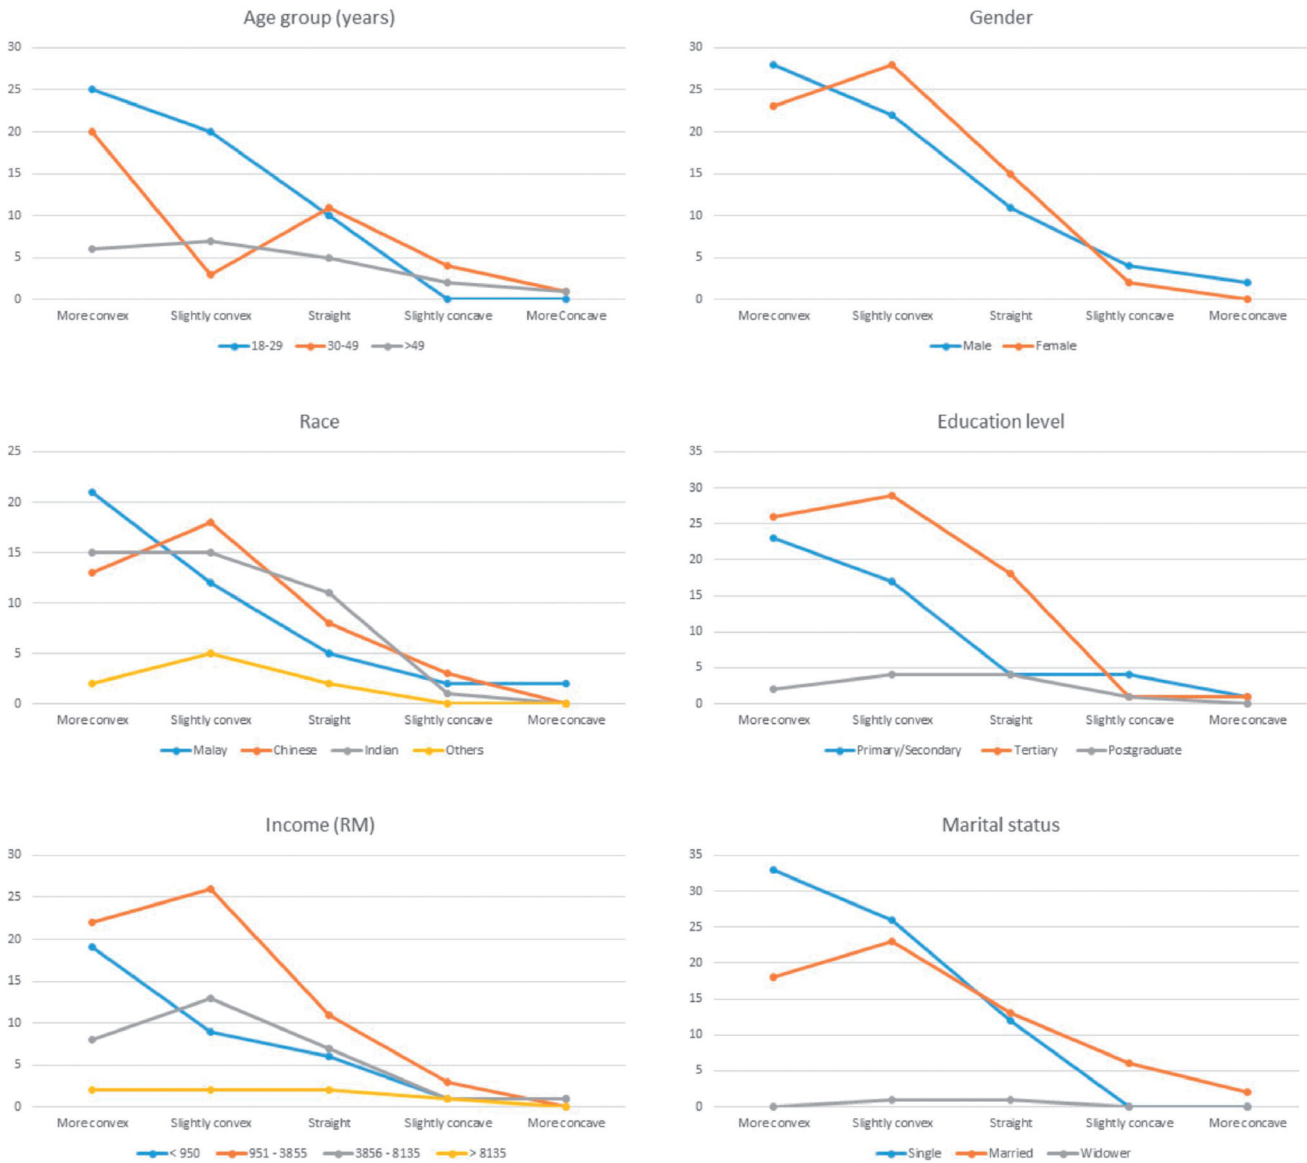 Age group (years)
30
25
20
15
10
5
0
More convex Slightly convex Straight Slightly concave More Concave
18-29 30-49 >49
Gender
30
25
20
15
10
5
0
More convex Slightly convex Straight Slightly concave More concave
Male Female
Race
25
20
15
10
5
0
More convex Slightly convex Straight Slightly concave More concave
Malay Chinese Indian Others
Education level
35
30
25
20
15
10
5
0
More convex Slightly convex Straight Slightly concave More concave
Primary/Secondary Tertiary Postgraduate
Income (RM)
30
25
20
15
10
5
0
More convex Slightly convex Straight Slightly concave More concave
< 950 951 - 3855 3856 - 8135 > 8135
Marital status
35
30
25
20
15
10
5
0
More convex Slightly convex Straight Slightly concave More concave
Single Married Widower